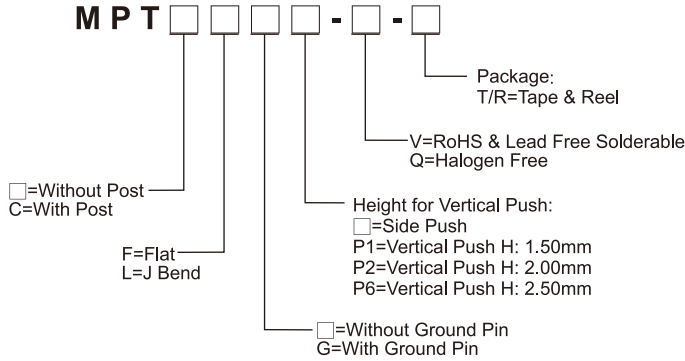 MPT□□□□-□-□
Package:
T/R=Tape & Reel
V=RoHS & Lead Free Solderable
Q=Halogen Free
□=Without Post
C=With Post
Height for Vertical Push:
□=Side Push
P1=Vertical Push H: 1.50mm
P2=Vertical Push H: 2.00mm
P6=Vertical Push H: 2.50mm
F=Flat
L=J Bend
□=Without Ground Pin
G=With Ground Pin